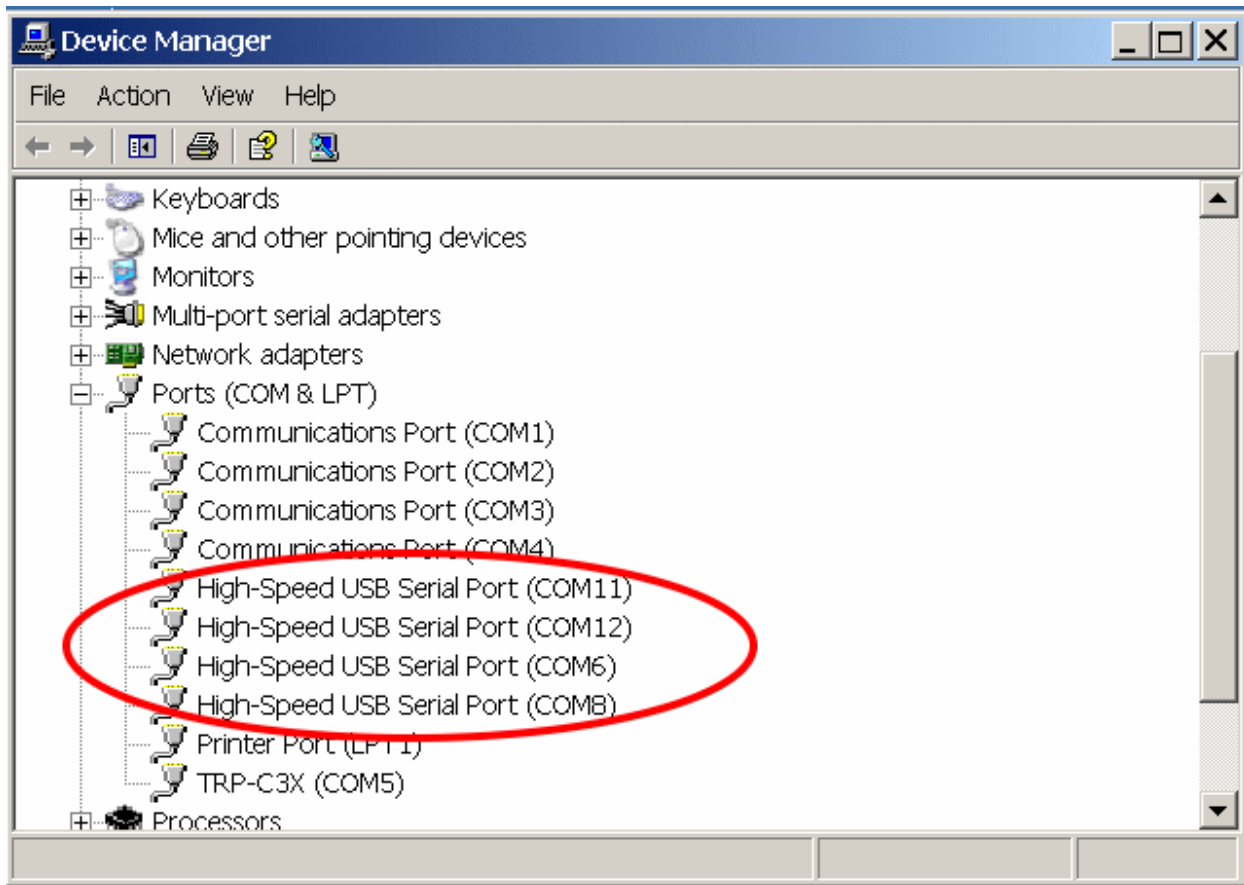 Device Manager
File Action View Help
Keyboards
Mice and other pointing devices
Monitors
Multi-port serial adapters
Network adapters
Ports (COM & LPT)
Communications Port (COM1)
Communications Port (COM2)
Communications Port (COM3)
Communications Port (COM4)
High-Speed USB Serial Port (COM11)
High-Speed USB Serial Port (COM12)
High-Speed USB Serial Port (COM6)
High-Speed USB Serial Port (COM8)
Printer Port (LPT1)
TRP-C3X (COM5)
Processors